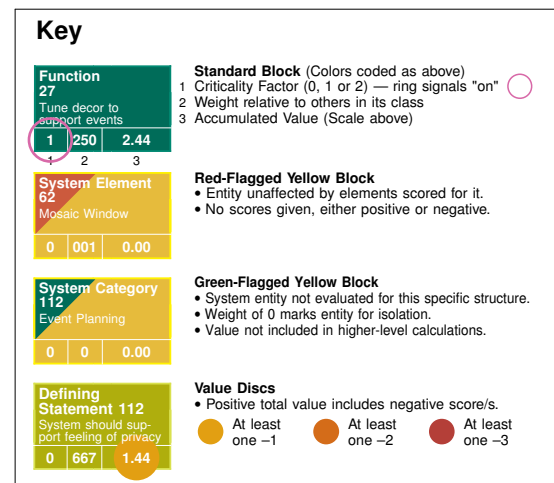 Key
Function
27
Tune decor to
support events
1 250 2.44
1 2 3
Standard Block (Colors coded as above)
1 Criticality Factor (0, 1 or 2) — ring signals "on"
2 Weight relative to others in its class
3 Accumulated Value (Scale above)
System Element
62
Mosaic Window
0 001 0.00
Red-Flagged Yellow Block
• Entity unaffected by elements scored for it.
• No scores given, either positive or negative.
System Category
112
Event Planning
0 0 0.00
Green-Flagged Yellow Block
• System entity not evaluated for this specific structure.
• Weight of 0 marks entity for isolation.
• Value not included in higher-level calculations.
Defining
Statement 112
System should sup-
port feeling of privacy
0 667 1.44
Value Discs
• Positive total value includes negative score/s.
At least
one –1
At least
one –2
At least
one –3